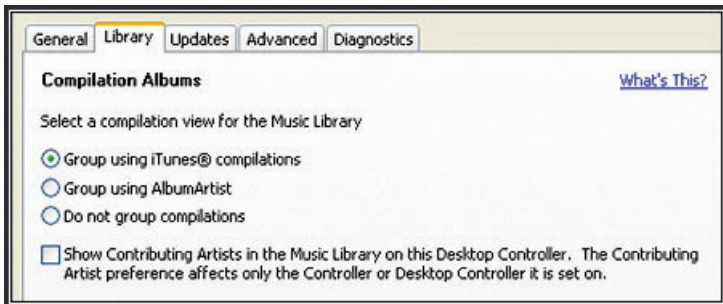 General Library Updates Advanced Diagnostics
Compilation Albums What's This?
Select a compilation view for the Music Library
Group using iTunes® compilations
Group using AlbumArtist
Do not group compilations
Show Contributing Artists in the Music Library on this Desktop Controller. The Contributing
Artist preference affects only the Controller or Desktop Controller it is set on.